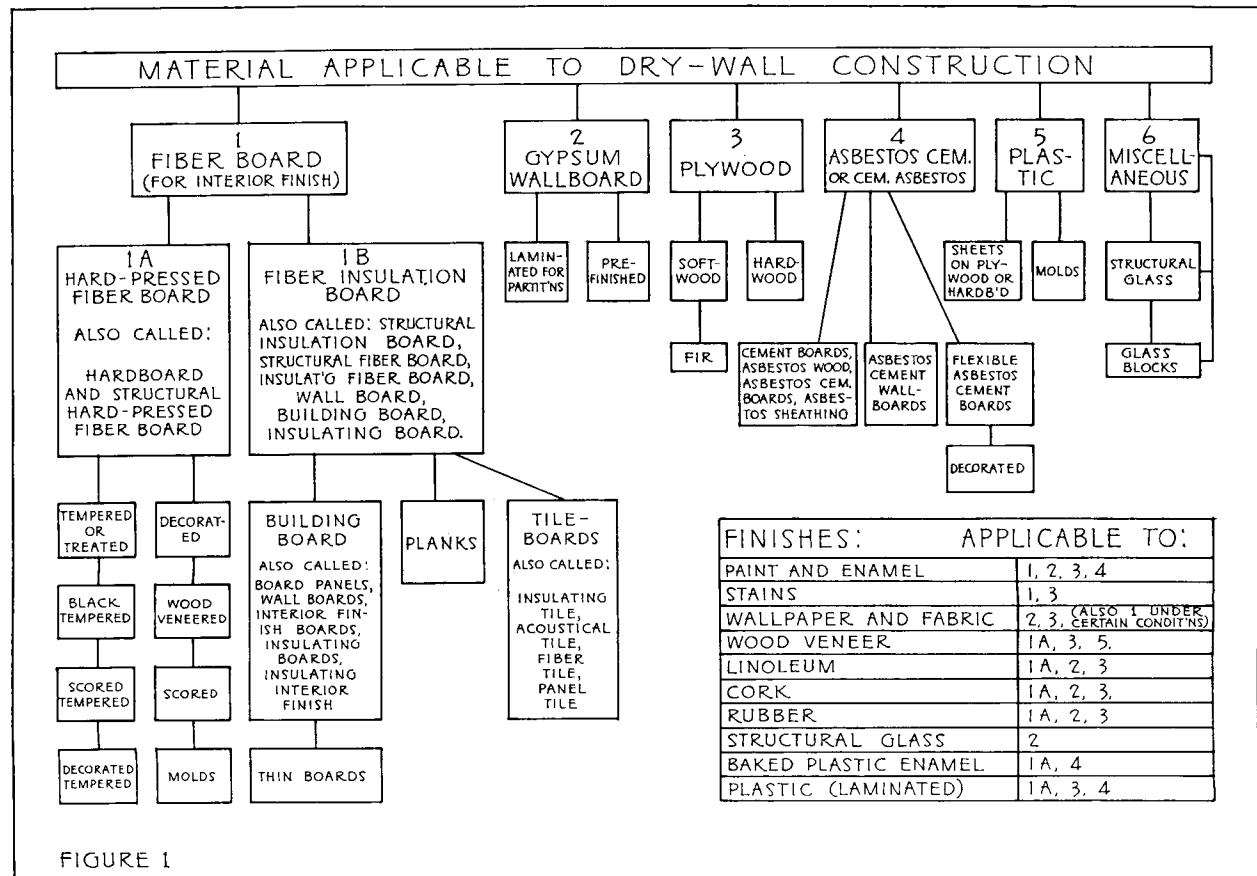 MATERIAL APPLICABLE TO DRY-WALL CONSTRUCTION
1
FIBER BOARD
(FOR INTERIOR FINISH)
2
GYPSUM
WALLBOARD
3
PLYWOOD
4
ASBESTOS CEM.
OR CEM. ASBESTOS
5
PLAS-
TIC
6
MISCELL-
ANEOUS
1A
HARD-PRESSED
FIBER BOARD
ALSO CALLED:
HARDBOARD
AND STRUCTURAL
HARD-PRESSED
FIBER BOARD
1B
FIBER INSULATION
BOARD
ALSO CALLED: STRUCTURAL
INSULATION BOARD,
STRUCTURAL FIBER BOARD,
INSULAT'G FIBER BOARD,
WALL BOARD,
BUILDING BOARD,
INSULATING BOARD.
LAMIN-
ATED FOR
PARTIT'NS
PRE-
FINISHED
SOFT-
WOOD
HARD-
WOOD
SHEETS
ON PLY-
WOOD OR
HARDB'D
MOLDS
STRUCTURAL
GLASS
FIR
CEMENT BOARDS,
ASBESTOS WOOD,
ASBESTOS CEM.
BOARDS, ASBES-
TOS SHEATHING
ASBESTOS
CEMENT
WALL-
BOARDS
FLEXIBLE
ASBESTOS
CEMENT
BOARDS
GLASS
BLOCKS
DECORATED
TEMPERED
OR
TREATED
DECORAT-
ED
BUILDING
BOARD
ALSO CALLED:
BOARD PANELS,
WALL BOARDS,
INTERIOR FIN-
ISH BOARDS,
INSULATING
BOARDS,
INSULATING
INTERIOR
FINISH
PLANKS
TILE-
BOARDS
ALSO CALLED:
INSULATING
TILE,
ACOUSTICAL
TILE,
FIBER
TILE,
PANEL
TILE
BLACK
TEMPERED
WOOD
VENEERED
SCORED
TEMPERED
SCORED
DECORATED
TEMPERED
MOLDS
THIN BOARDS
FINISHES: APPLICABLE TO:
PAINT AND ENAMEL 1, 2, 3, 4
STAINS 1, 3
WALLPAPER AND FABRIC 2, 3, (ALSO 1 UNDER
CERTAIN CONDIT'NS)
WOOD VENEER 1A, 3, 5.
LINOLEUM 1A, 2, 3
CORK 1A, 2, 3.
RUBBER 1A, 2, 3
STRUCTURAL GLASS 2
BAKED PLASTIC ENAMEL 1A, 4
PLASTIC (LAMINATED) 1A, 3, 4
FIGURE 1